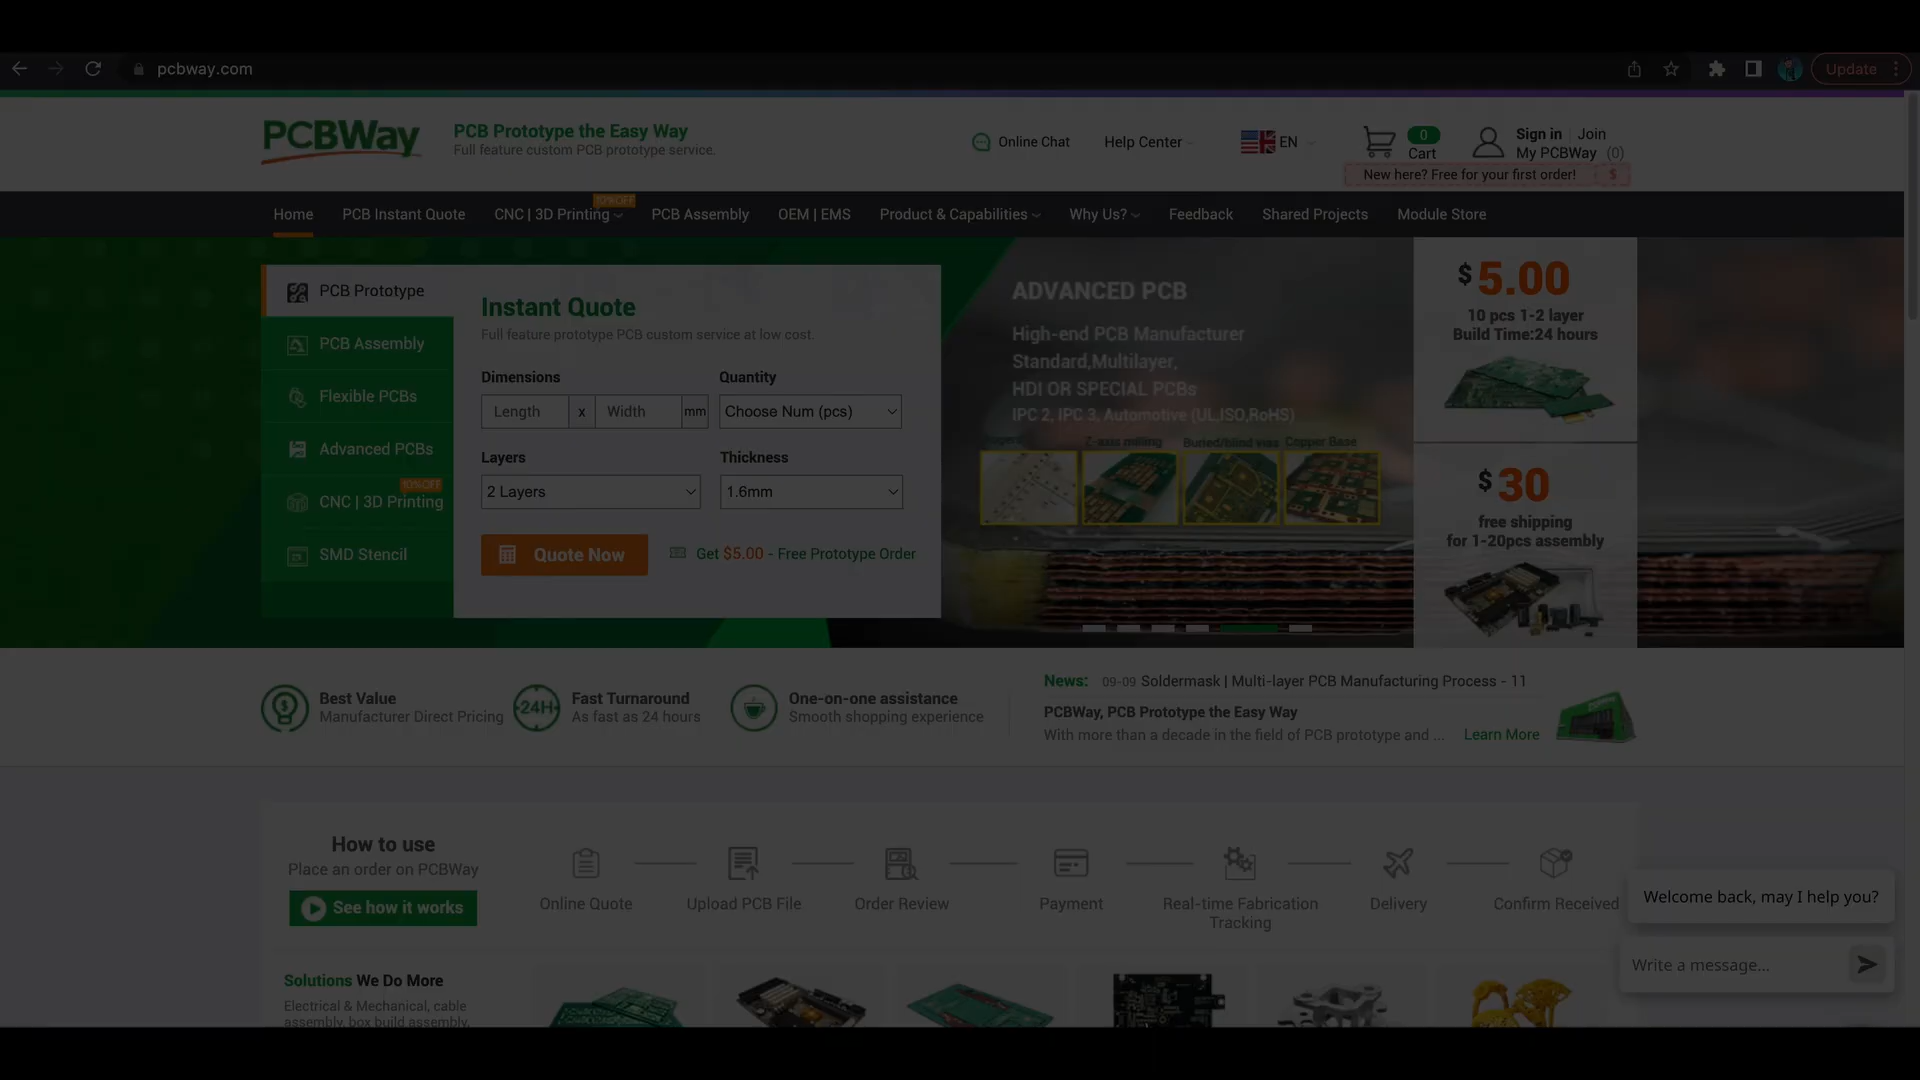 pcbway.com
Update
PCBWay
PCB Prototype the Easy Way
Full feature custom PCB prototype service.
Online Chat
Help Center
EN
0
Cart
Sign in
Join
My PCBWay (0)
New here? Free for your first order! $
Home
PCB Instant Quote
CNC | 3D Printing
10%OFF
PCB Assembly
OEM | EMS
Product & Capabilities
Why Us?
Feedback
Shared Projects
Module Store
PCB Prototype
PCB Assembly
Flexible PCBs
Advanced PCBs
10%OFF
CNC | 3D Printing
SMD Stencil
Instant Quote
Full feature prototype PCB custom service at low cost.
Dimensions
Quantity
Length x Width mm
Choose Num (pcs)
Layers
Thickness
2 Layers
1.6mm
Quote Now
Get $5.00 - Free Prototype Order
ADVANCED PCB
High-end PCB Manufacturer
Standard,Multilayer,
HDI OR SPECIAL PCBs
IPC 2, IPC 3, Automotive (UL,ISO,RoHS)
Z-axis milling
Buried/blind vias
Copper Base
$5.00
10 pcs 1-2 layer
Build Time:24 hours
$30
free shipping
for 1-20pcs assembly
Best Value
Manufacturer Direct Pricing
24H
Fast Turnaround
As fast as 24 hours
One-on-one assistance
Smooth shopping experience
News: 09-09 Soldermask | Multi-layer PCB Manufacturing Process - 11
PCBWay, PCB Prototype the Easy Way
With more than a decade in the field of PCB prototype and ... Learn More
How to use
Place an order on PCBWay
See how it works
Online Quote
Upload PCB File
Order Review
Payment
Real-time Fabrication
Tracking
Delivery
Confirm Received
Welcome back, may I help you?
Write a message...
Solutions We Do More
Electrical & Mechanical, cable
assembly, box build assembly,